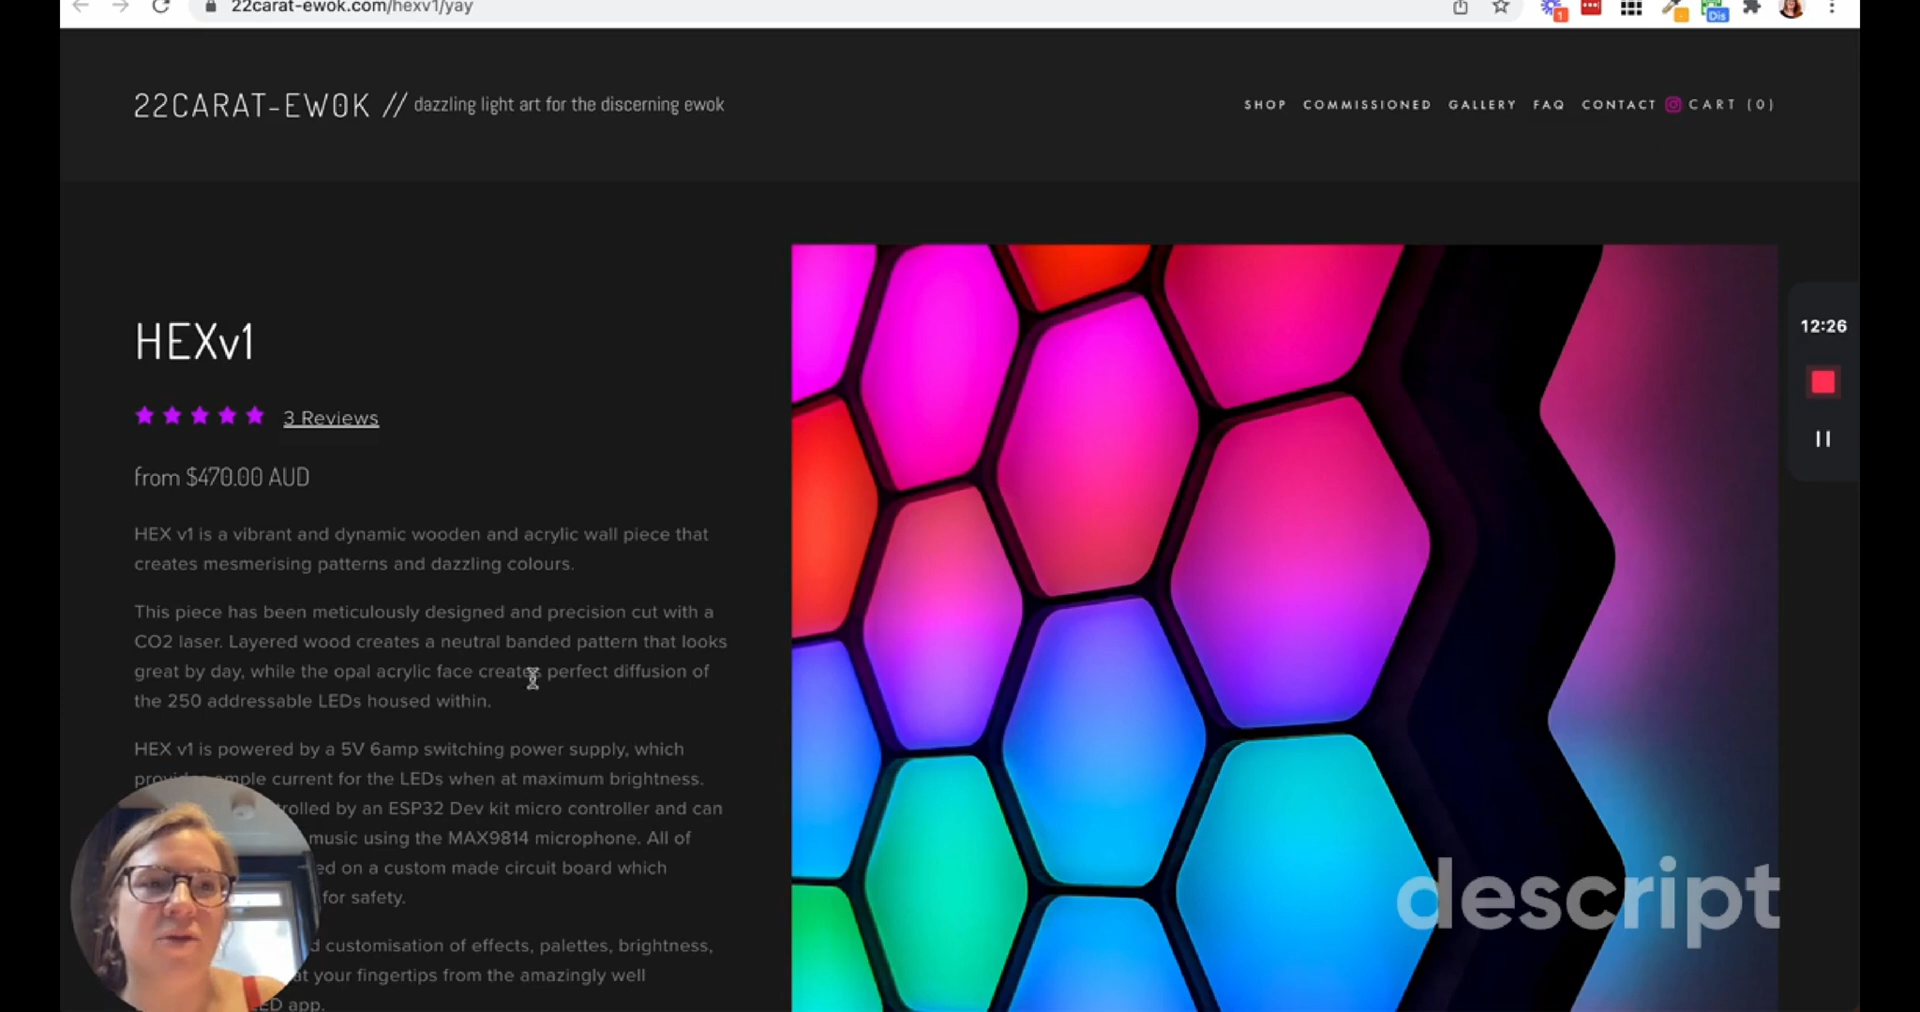 22carat-ewok.com/hexv1/yay
1
Dis
22CARAT-EWOK // dazzling light art for the discerning ewok
SHOP COMMISSIONED GALLERY FAQ CONTACT CART (0)
HEXv1
3 Reviews
from $470.00 AUD
HEX v1 is a vibrant and dynamic wooden and acrylic wall piece that
creates mesmerising patterns and dazzling colours.
This piece has been meticulously designed and precision cut with a
CO2 laser. Layered wood creates a neutral banded pattern that looks
great by day, while the opal acrylic face creates perfect diffusion of
the 250 addressable LEDs housed within.
HEX v1 is powered by a 5V 6amp switching power supply, which
provides ample current for the LEDs when at maximum brightness.
trolled by an ESP32 Dev kit micro controller and can
music using the MAX9814 microphone. All of
ed on a custom made circuit board which
for safety.
d customisation of effects, palettes, brightness,
at your fingertips from the amazingly well
ED app.
12:26
descript